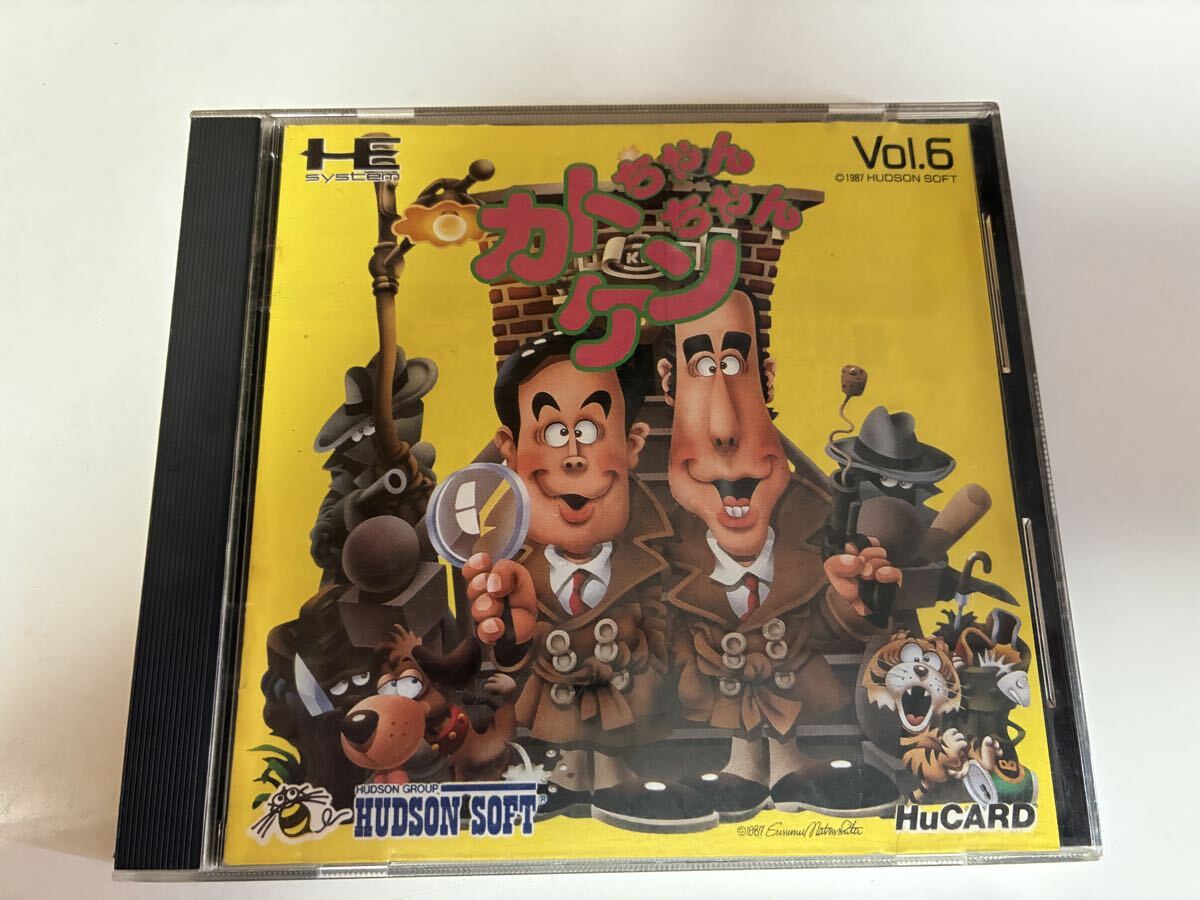 HE
system
Vol.6
©1987 HUDSON SOFT
カトちゃん
ケンちゃん
HUDSON GROUP
HUDSON SOFT®
©1987
HuCARD